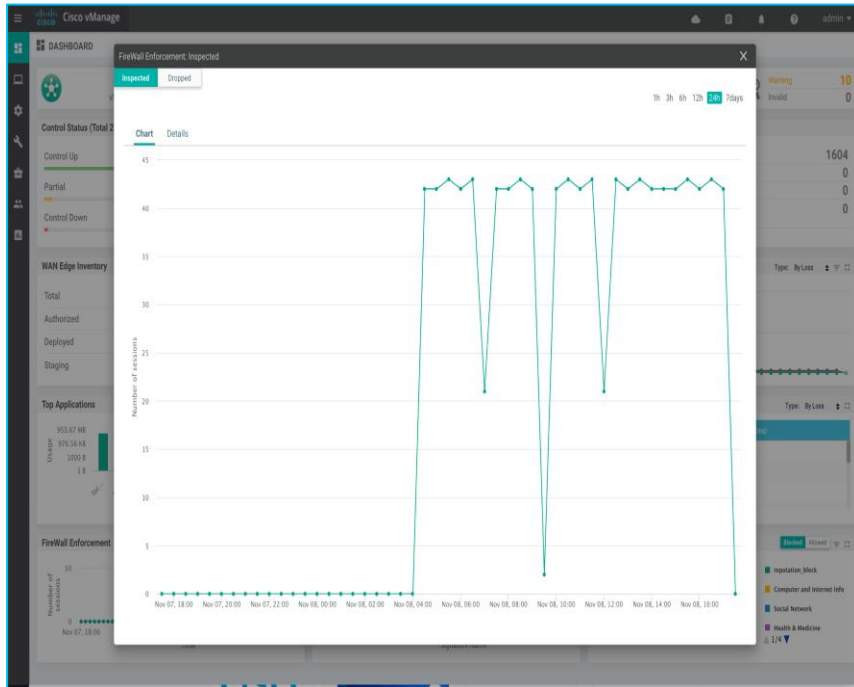 cisco Cisco vManage
admin
DASHBOARD
FireWall Enforcement: Inspected
X
Inspected Dropped
1h 3h 6h 12h 24h 7days
Chart Details
Warning 10
Invalid 0
Control Status (Total 2
Control Up
Partial
Control Down
1604
0
0
0
WAN Edge Inventory
Total
Authorized
Deployed
Staging
Type: By Loss
Top Applications
953.67 MB
976.56 KB
1000 B
1 B
Usage
Type: By Loss
FireWall Enforcement
50
0
Number of
sessions
Nov 07, 18:00
Blocked Allowed
reputation_block
Computer and Internet Info
Social Network
Health & Medicine
1/4
45
40
35
30
25
20
15
10
5
0
Number of sessions
Nov 07, 18:00 Nov 07, 20:00 Nov 07, 22:00 Nov 08, 00:00 Nov 08, 02:00 Nov 08, 04:00 Nov 08, 06:00 Nov 08, 08:00 Nov 08, 10:00 Nov 08, 12:00 Nov 08, 14:00 Nov 08, 16:00